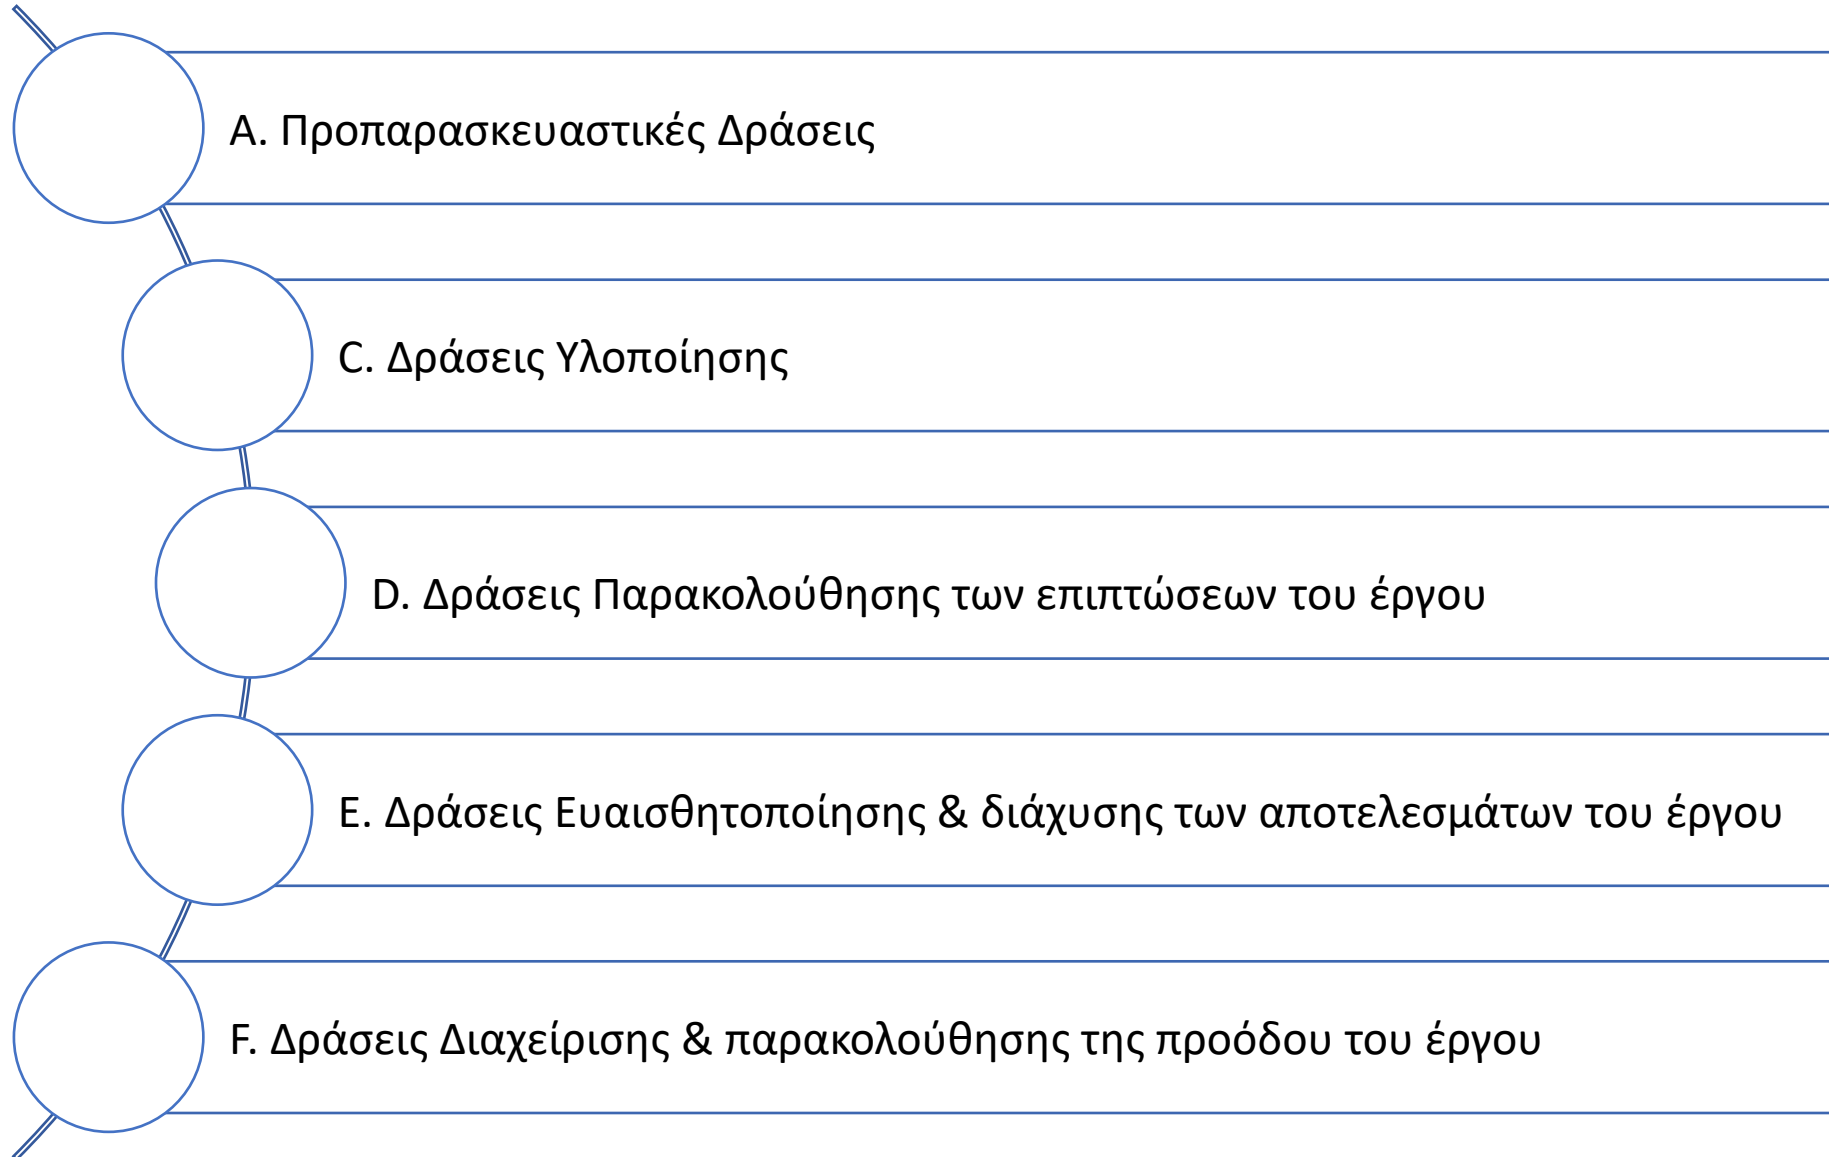 A. Προπαρασκευαστικές Δράσεις
C. Δράσεις Υλοποίησης
D. Δράσεις Παρακολούθησης των επιπτώσεων του έργου
E. Δράσεις Ευαισθητοποίησης & διάχυσης των αποτελεσμάτων του έργου
F. Δράσεις Διαχείρισης & παρακολούθησης της προόδου του έργου